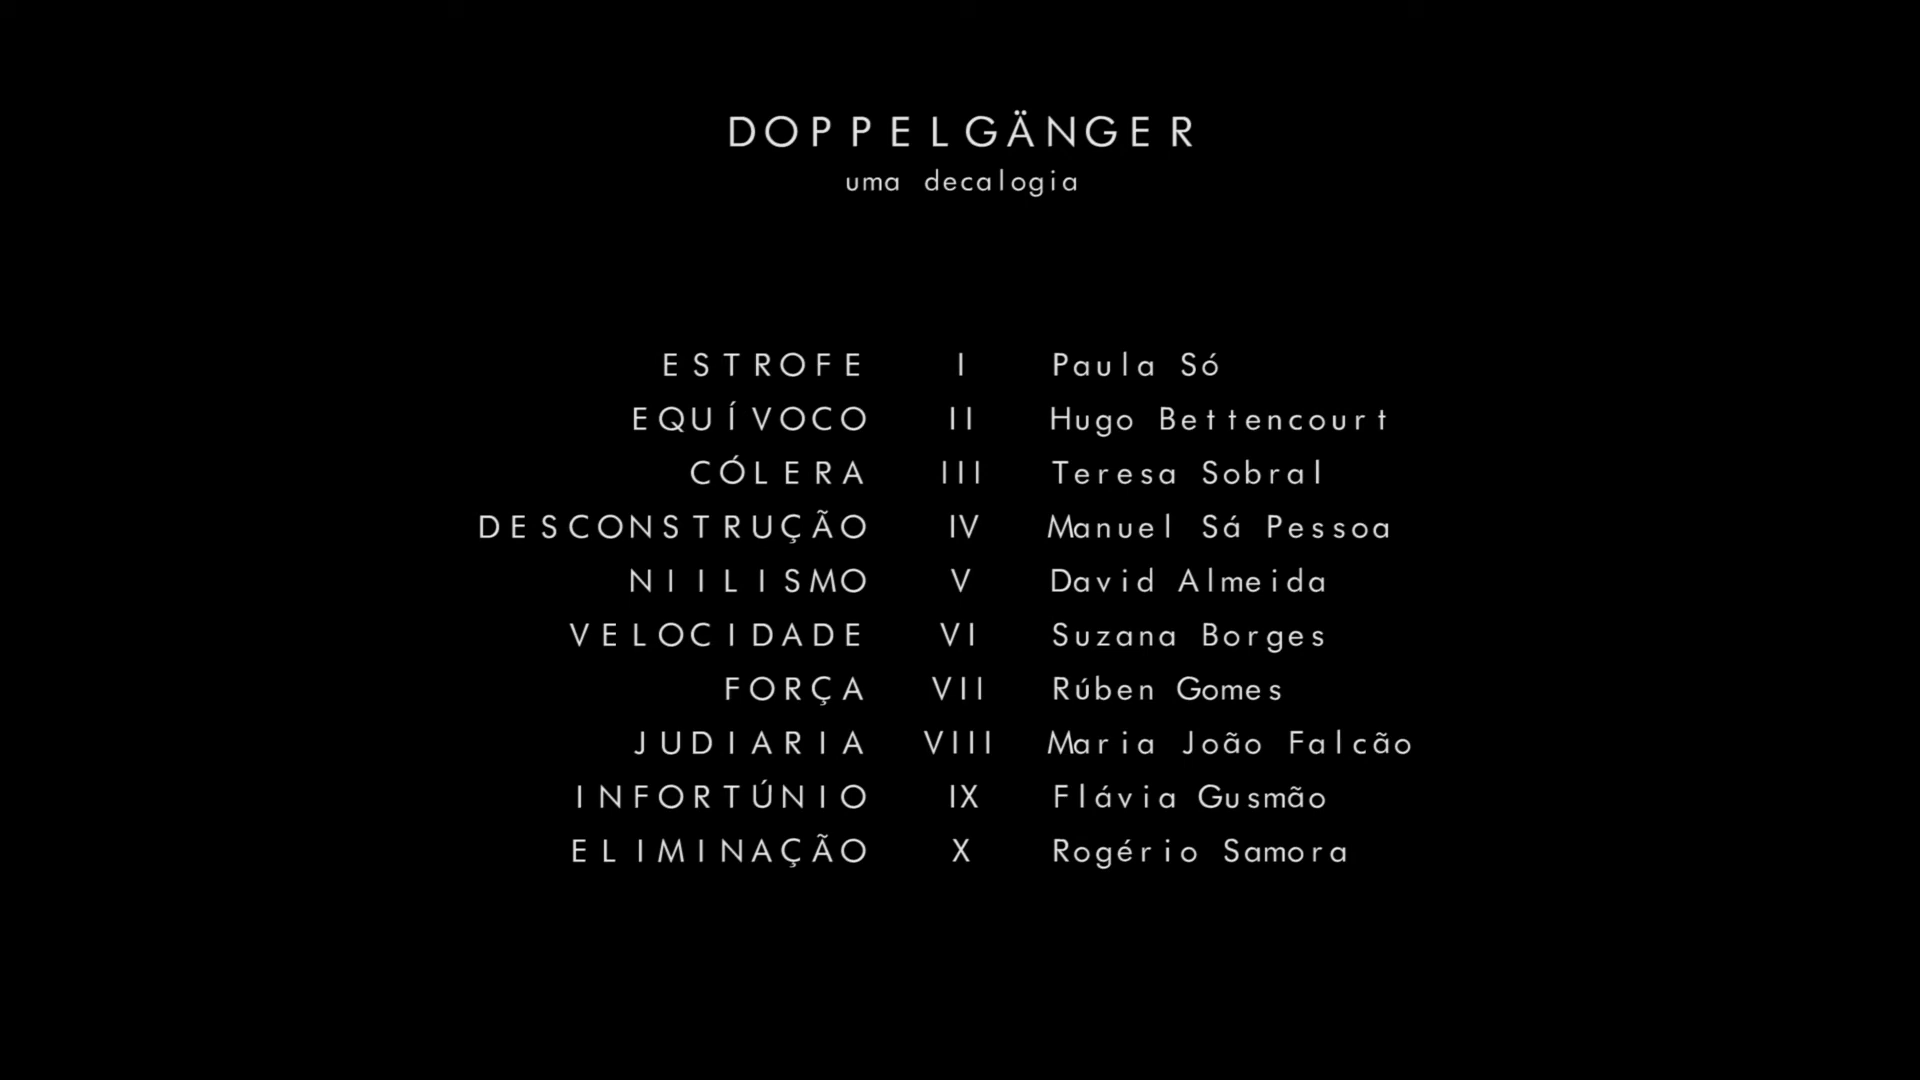 DOPPELGÄNGER
uma decalogia
ESTROFE I Paula Só
EQUÍVOCO II Hugo Bettencourt
CÓLERA III Teresa Sobral
DESCONSTRUÇÃO IV Manuel Sá Pessoa
NIILISMO V David Almeida
VELOCIDADE VI Suzana Borges
FORÇA VII Rúben Gomes
JUDIARIA VIII Maria João Falcão
INFORTÚNIO IX Flávia Gusmão
ELIMINAÇÃO X Rogério Samora